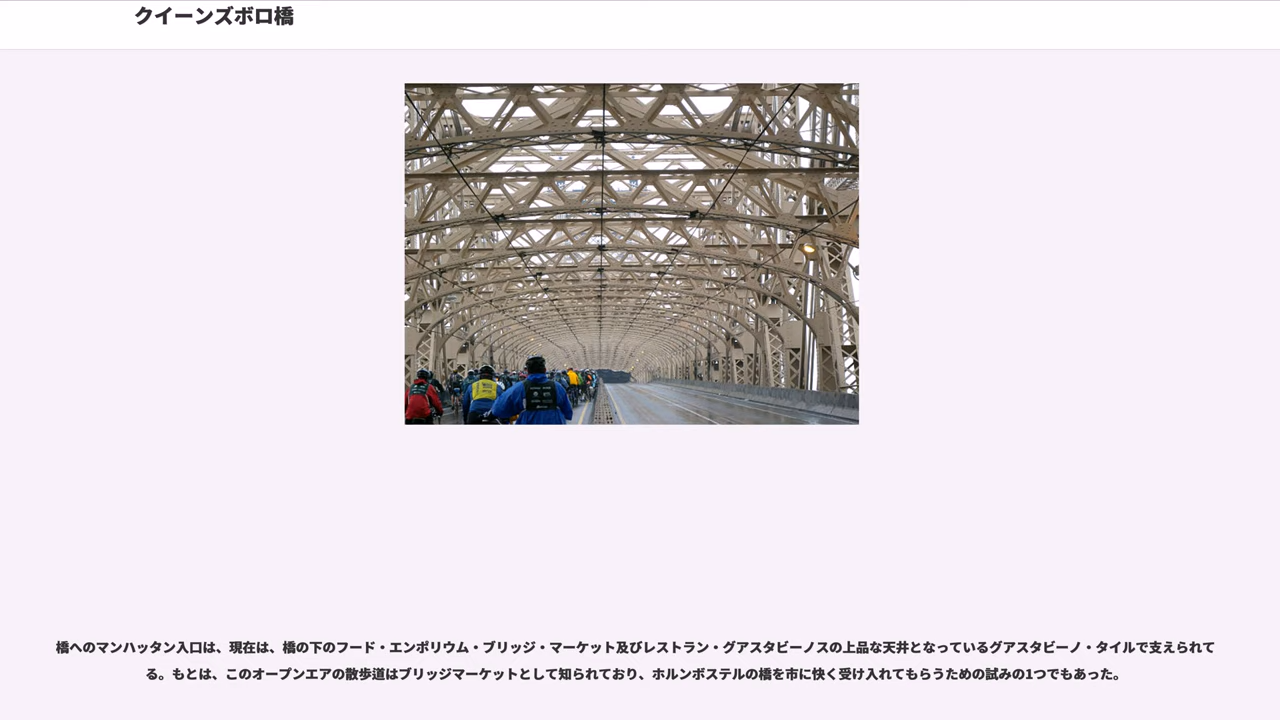 クイーンズボロ橋
橋へのマンハッタン入口は、現在は、橋の下のフード・エンポリウム・ブリッジ・マーケット及びレストラン・グアスタビーノスの上品な天井となっているグアスタビーノ・タイルで支えられて
る。もとは、このオープンエアの散歩道はブリッジマーケットとして知られており、ホルンボステルの橋を市に快く受け入れてもらうための試みの1つでもあった。